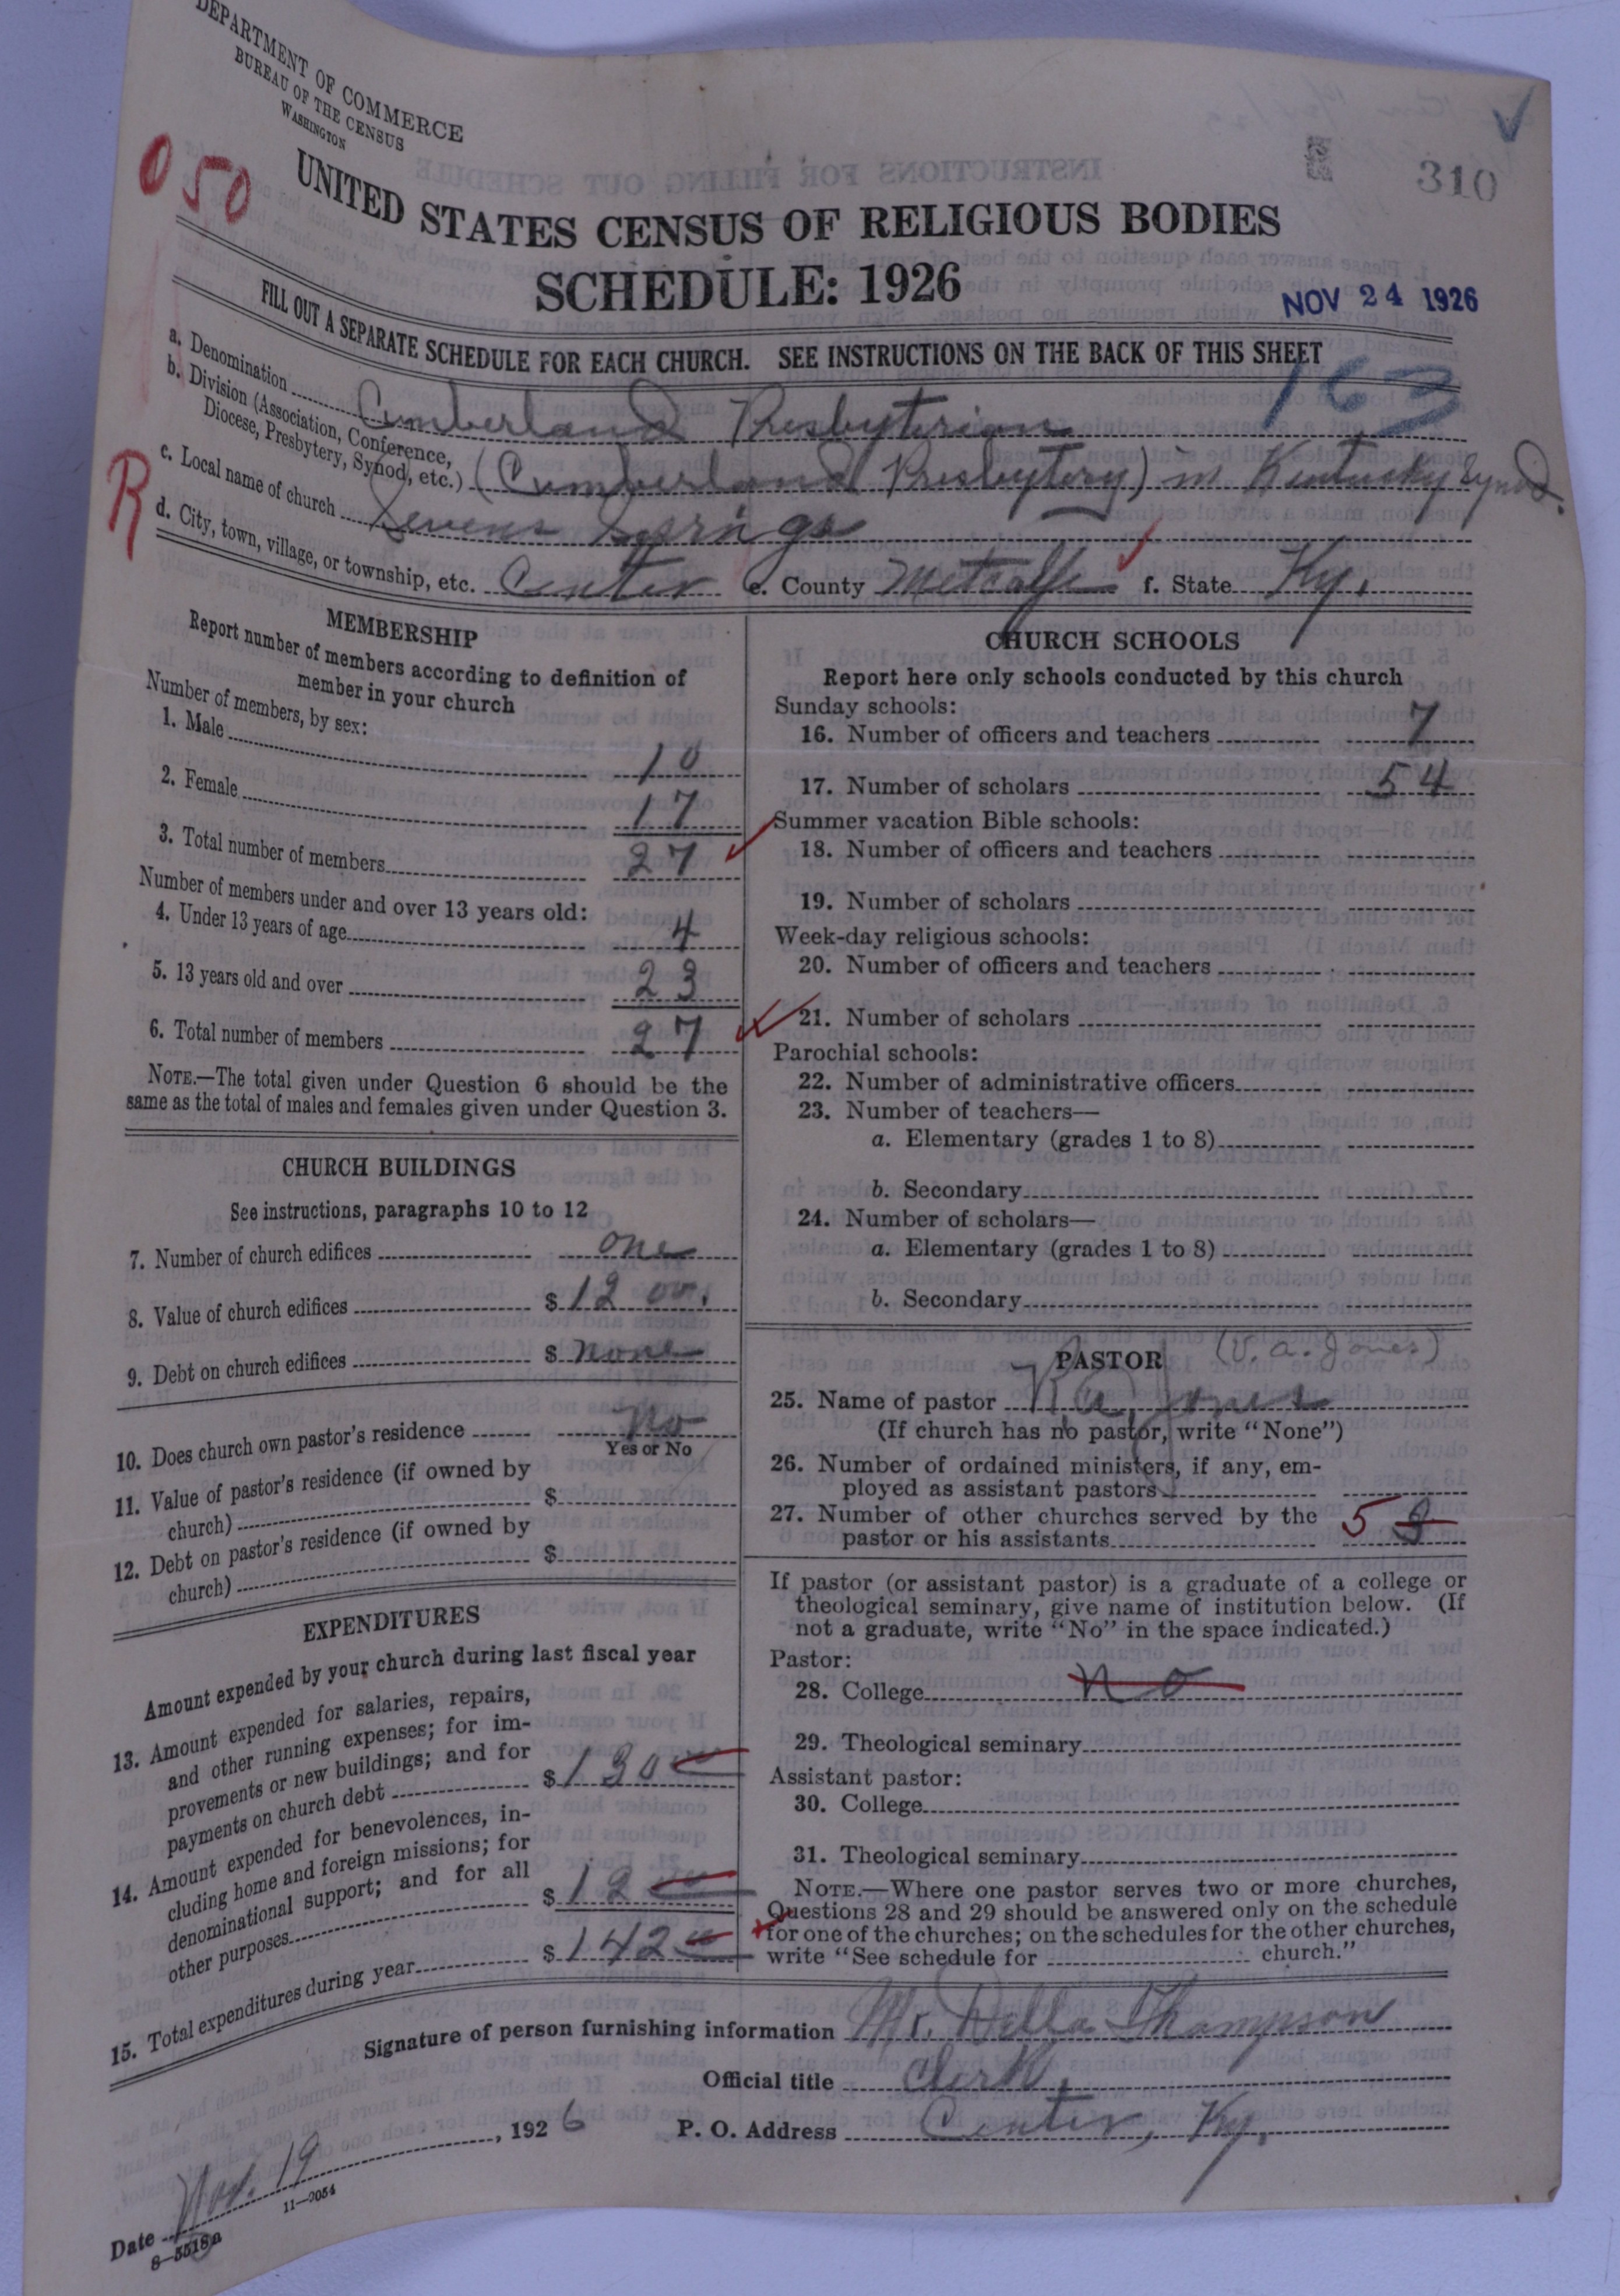 DEPARTMENT OF COMMERCE
BUREAU OF THE CENSUS
WASHINGTON
050
310
UNITED STATES CENSUS OF RELIGIOUS BODIES
SCHEDULE: 1926
NOV 24 1926
FILL OUT A SEPARATE SCHEDULE FOR EACH CHURCH. SEE INSTRUCTIONS ON THE BACK OF THIS SHEET
163
a. Denomination Cumberland Presbyterian
b. Division (Association, Conference, Diocese, Presbytery, Synod, etc.) (Cumberland Presbytery) in Kentucky Synod.
R
c. Local name of church Sevens Springs
d. City, town, village, or township, etc. Center e. County Metcalfe f. State Ky.
MEMBERSHIP
Report number of members according to definition of
member in your church
Number of members, by sex:
1. Male 10
2. Female 17
3. Total number of members 27
Number of members under and over 13 years old:
4. Under 13 years of age 4
5. 13 years old and over 23
6. Total number of members 27
NOTE.—The total given under Question 6 should be the
same as the total of males and females given under Question 3.
CHURCH BUILDINGS
See instructions, paragraphs 10 to 12
7. Number of church edifices one
8. Value of church edifices $ 1200.
9. Debt on church edifices $ none
10. Does church own pastor's residence No
Yes or No
11. Value of pastor's residence (if owned by
church) $
12. Debt on pastor's residence (if owned by
church) $
EXPENDITURES
Amount expended by your church during last fiscal year
13. Amount expended for salaries, repairs,
and other running expenses; for im-
provements or new buildings; and for
payments on church debt $ 130
14. Amount expended for benevolences, in-
cluding home and foreign missions; for
denominational support; and for all
other purposes $ 12
15. Total expenditures during year $ 142
CHURCH SCHOOLS
Report here only schools conducted by this church
Sunday schools:
16. Number of officers and teachers 7
17. Number of scholars 54
Summer vacation Bible schools:
18. Number of officers and teachers
19. Number of scholars
Week-day religious schools:
20. Number of officers and teachers
21. Number of scholars
Parochial schools:
22. Number of administrative officers
23. Number of teachers—
a. Elementary (grades 1 to 8)
b. Secondary
24. Number of scholars—
a. Elementary (grades 1 to 8)
b. Secondary
PASTOR (V. A. Jones)
25. Name of pastor V. A. Jones
(If church has no pastor, write "None")
26. Number of ordained ministers, if any, em-
ployed as assistant pastors
27. Number of other churches served by the
pastor or his assistants 5
If pastor (or assistant pastor) is a graduate of a college or
theological seminary, give name of institution below. (If
not a graduate, write "No" in the space indicated.)
Pastor:
28. College No
29. Theological seminary
Assistant pastor:
30. College
31. Theological seminary
NOTE.—Where one pastor serves two or more churches,
Questions 28 and 29 should be answered only on the schedule
for one of the churches; on the schedules for the other churches,
write "See schedule for church."
Signature of person furnishing information Mr. Della Thompson
Official title Clerk
Date Nov. 19, 1926 P. O. Address Center, Ky.
8—5518a 11—9054